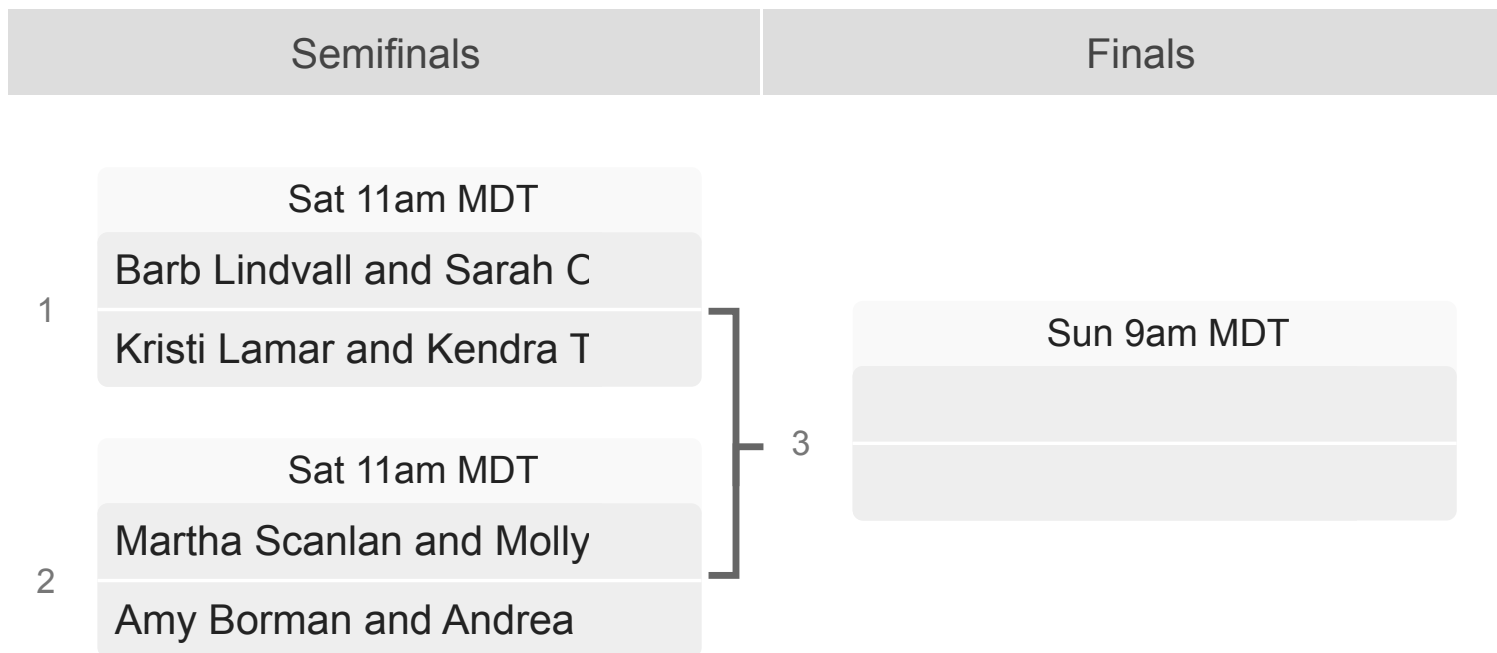 Semifinals
Finals
Sat 11am MDT
Barb Lindvall and Sarah
1
Kristi Lamar and Kendra T
Sat 11am MDT
Martha Scanlan and Molly
2
Amy Borman and Andrea
Sun 9am MDT
3